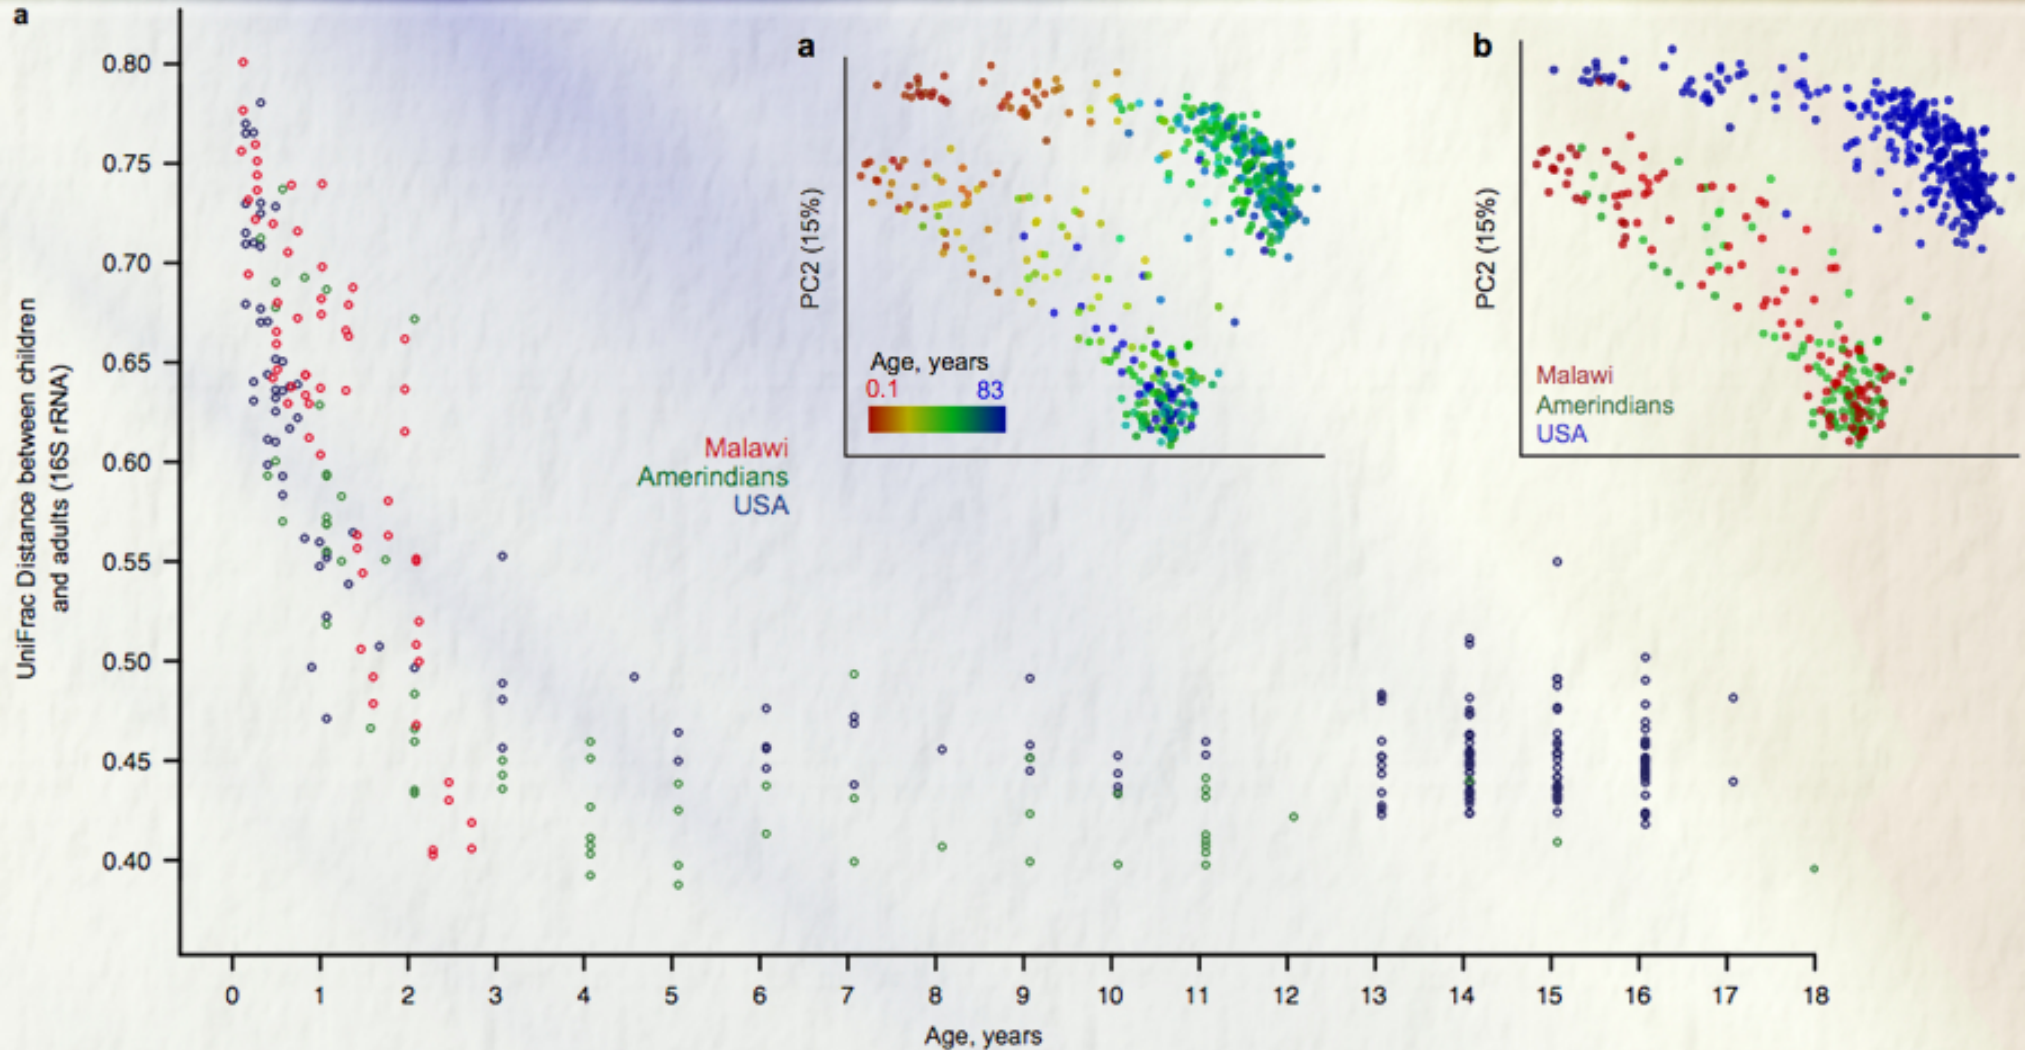 a
a
b
0.80
0.75
0.70
0.65
0.60
0.55
0.50
0.45
0.40
UniFrac Distance between children
and adults (16S rRNA)
Malawi
Amerindians
USA
PC2 (15%)
Age, years
0.1 83
PC2 (15%)
Malawi
Amerindians
USA
0 1 2 3 4 5 6 7 8 9 10 11 12 13 14 15 16 17 18
Age, years